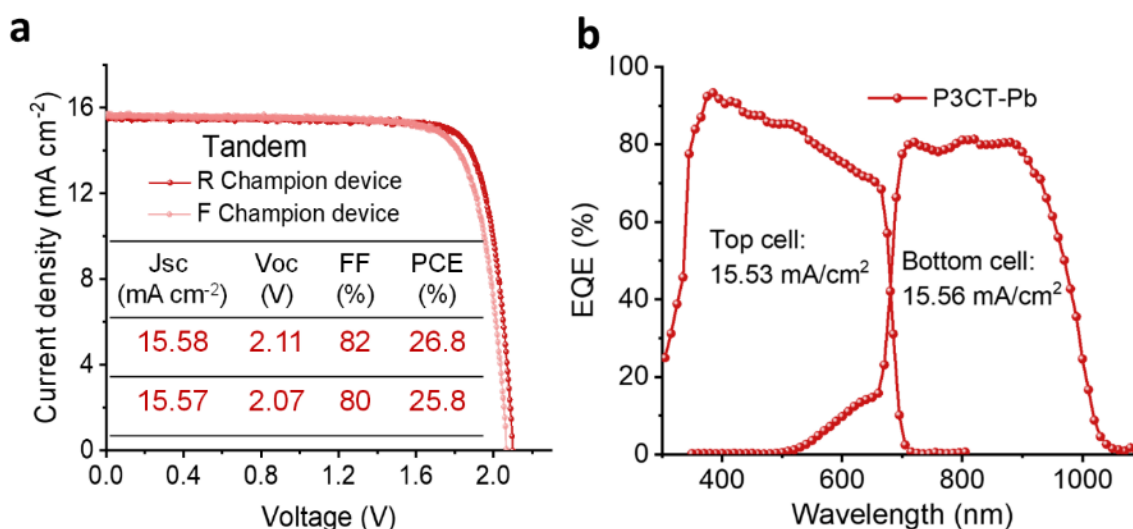 a
Current density (mA cm-2)
16
12
8
4
0
0.0 0.4 0.8 1.2 1.6 2.0
Voltage (V)
Tandem
R Champion device
F Champion device
Jsc Voc FF PCE
(mA cm-2) (V) (%) (%)
15.58 2.11 82 26.8
15.57 2.07 80 25.8
b
EQE (%)
100
80
60
40
20
0
400 600 800 1000
Wavelength (nm)
P3CT-Pb
Top cell:
15.53 mA/cm2
Bottom cell:
15.56 mA/cm2